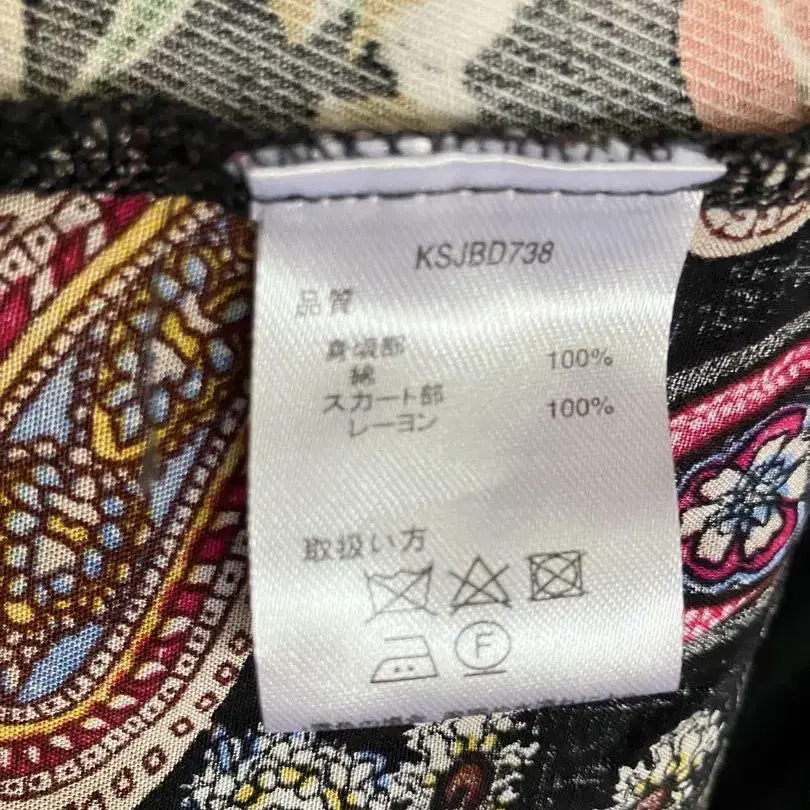 KSJBD738
品質
身頃部
綿 100%
スカート部
レーヨン 100%
取扱い方
F